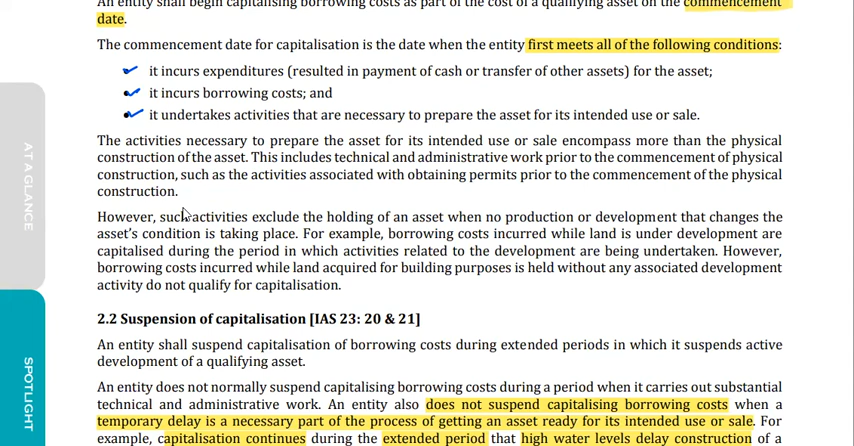 An entity shall begin capitalising borrowing costs as part of the cost of a qualifying asset on the commencement
date.
The commencement date for capitalisation is the date when the entity first meets all of the following conditions:
it incurs expenditures (resulted in payment of cash or transfer of other assets) for the asset;
it incurs borrowing costs; and
it undertakes activities that are necessary to prepare the asset for its intended use or sale.
The activities necessary to prepare the asset for its intended use or sale encompass more than the physical
construction of the asset. This includes technical and administrative work prior to the commencement of physical
construction, such as the activities associated with obtaining permits prior to the commencement of the physical
construction.
However, such activities exclude the holding of an asset when no production or development that changes the
asset's condition is taking place. For example, borrowing costs incurred while land is under development are
capitalised during the period in which activities related to the development are being undertaken. However,
borrowing costs incurred while land acquired for building purposes is held without any associated development
activity do not qualify for capitalisation.
2.2 Suspension of capitalisation [IAS 23: 20 & 21]
An entity shall suspend capitalisation of borrowing costs during extended periods in which it suspends active
development of a qualifying asset.
An entity does not normally suspend capitalising borrowing costs during a period when it carries out substantial
technical and administrative work. An entity also does not suspend capitalising borrowing costs when a
temporary delay is a necessary part of the process of getting an asset ready for its intended use or sale. For
example, capitalisation continues during the extended period that high water levels delay construction of a
AT A GLANCE
SPOTLIGHT